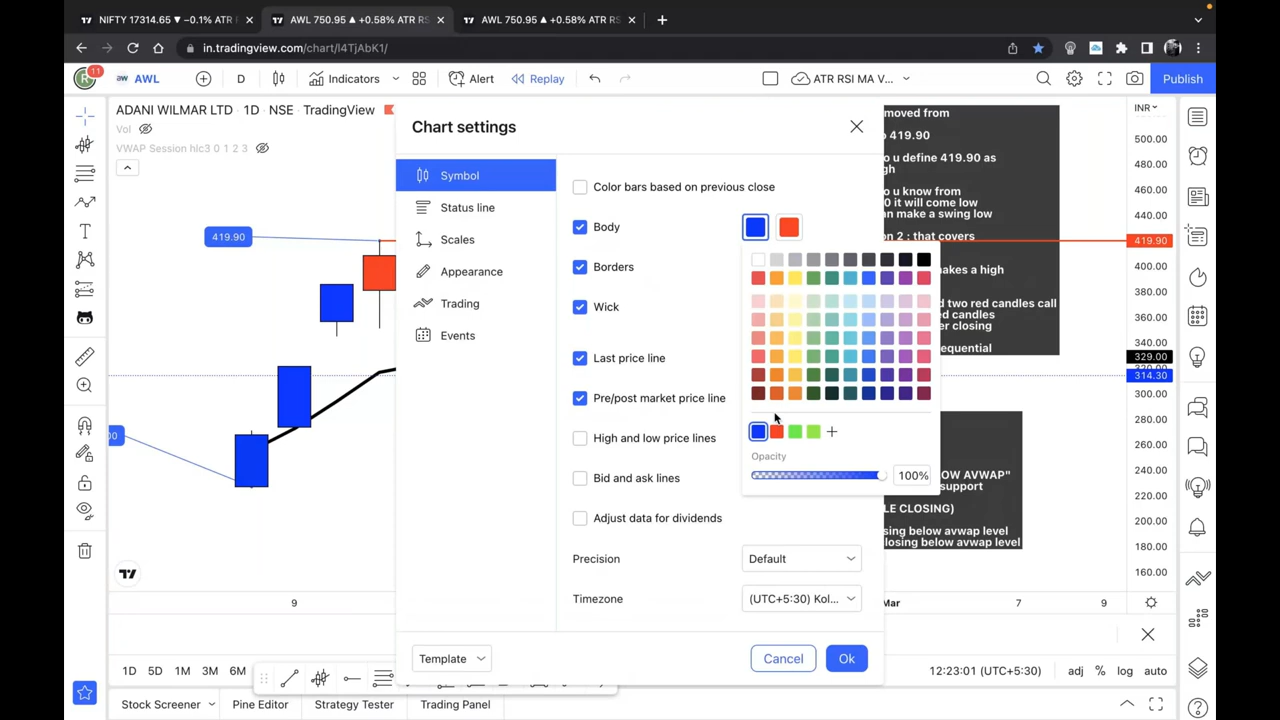 NIFTY 17314.65 ▼ −0.1% ATR I
AWL 750.95 ▲ +0.58% ATR RS
AWL 750.95 ▲ +0.58% ATR RS
in.tradingview.com/chart/I4TjAbK1/
R 11 aw AWL D Indicators Alert Replay ATR RSI MA V... Publish
ADANI WILMAR LTD · 1D · NSE · TradingView
Vol
VWAP Session hlc3 0 1 2 3
419.90
00
Chart settings
Symbol
Status line
Scales
Appearance
Trading
Events
Color bars based on previous close
Body
Borders
Wick
Last price line
Pre/post market price line
High and low price lines
Bid and ask lines
Adjust data for dividends
Precision Default
Timezone (UTC+5:30) Kol...
Opacity
100%
Template Cancel Ok
moved from
419.90
u define 419.90 as
gh
u know from
0 it will come low
an make a swing low
on 2 : that covers
akes a high
d two red candles call
red candles
er closing
equential
OW AVWAP"
support
LE CLOSING)
sing below avwap level
closing below avwap level
INR
500.00
480.00
460.00
440.00
419.90
400.00
380.00
360.00
340.00
329.00
314.30
300.00
280.00
260.00
240.00
220.00
200.00
180.00
160.00
9 Mar 7 9
1D 5D 1M 3M 6M 12:23:01 (UTC+5:30) adj % log auto
Stock Screener Pine Editor Strategy Tester Trading Panel